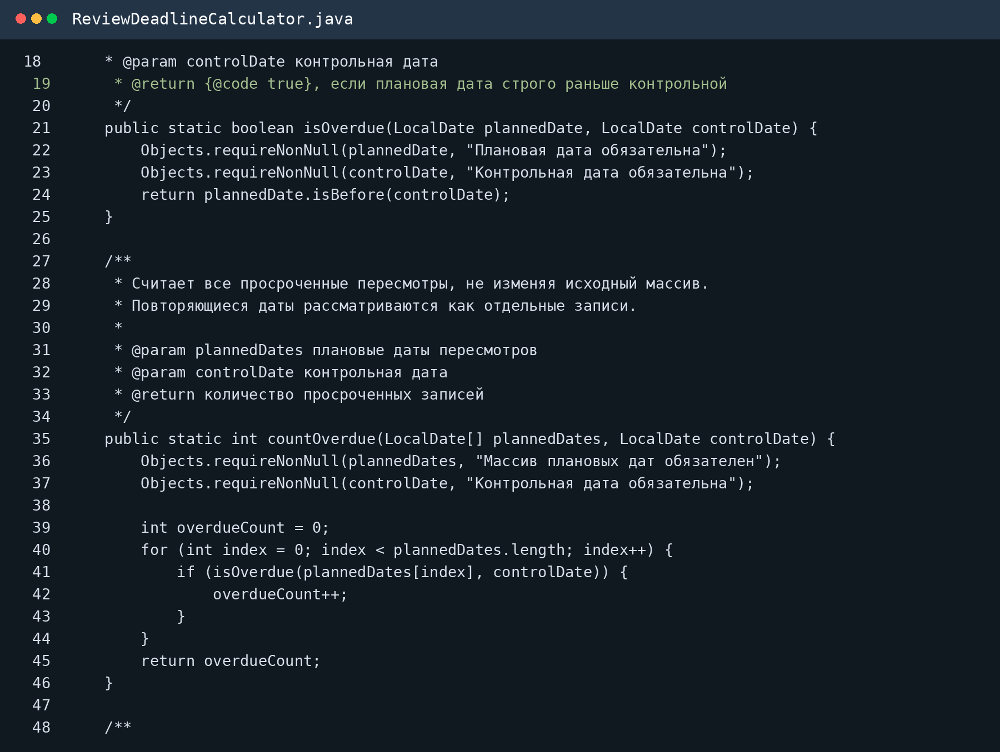 ReviewDeadlineCalculator.java
18       * @param controlDate контрольная дата
19       * @return {@code true}, если плановая дата строго раньше контрольной
20       */
21      public static boolean isOverdue(LocalDate plannedDate, LocalDate controlDate) {
22          Objects.requireNonNull(plannedDate, "Плановая дата обязательна");
23          Objects.requireNonNull(controlDate, "Контрольная дата обязательна");
24          return plannedDate.isBefore(controlDate);
25      }
26
27      /**
28       * Считает все просроченные пересмотры, не изменяя исходный массив.
29       * Повторяющиеся даты рассматриваются как отдельные записи.
30       *
31       * @param plannedDates плановые даты пересмотров
32       * @param controlDate контрольная дата
33       * @return количество просроченных записей
34       */
35      public static int countOverdue(LocalDate[] plannedDates, LocalDate controlDate) {
36          Objects.requireNonNull(plannedDates, "Массив плановых дат обязателен");
37          Objects.requireNonNull(controlDate, "Контрольная дата обязательна");
38
39          int overdueCount = 0;
40          for (int index = 0; index < plannedDates.length; index++) {
41              if (isOverdue(plannedDates[index], controlDate)) {
42                  overdueCount++;
43              }
44          }
45          return overdueCount;
46      }
47
48      /**